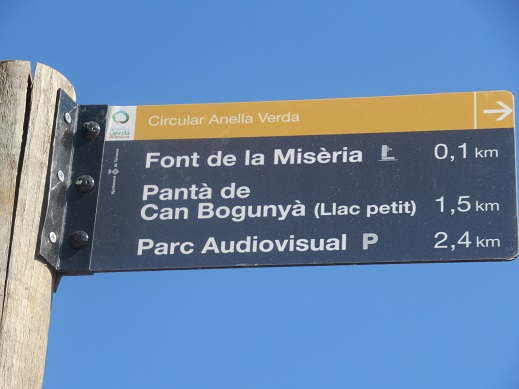 Circular Anella Verda
Font de la Misèria 0,1 km
Pantà de
Can Bogunyà (Llac petit) 1,5 km
Parc Audiovisual P 2,4 km